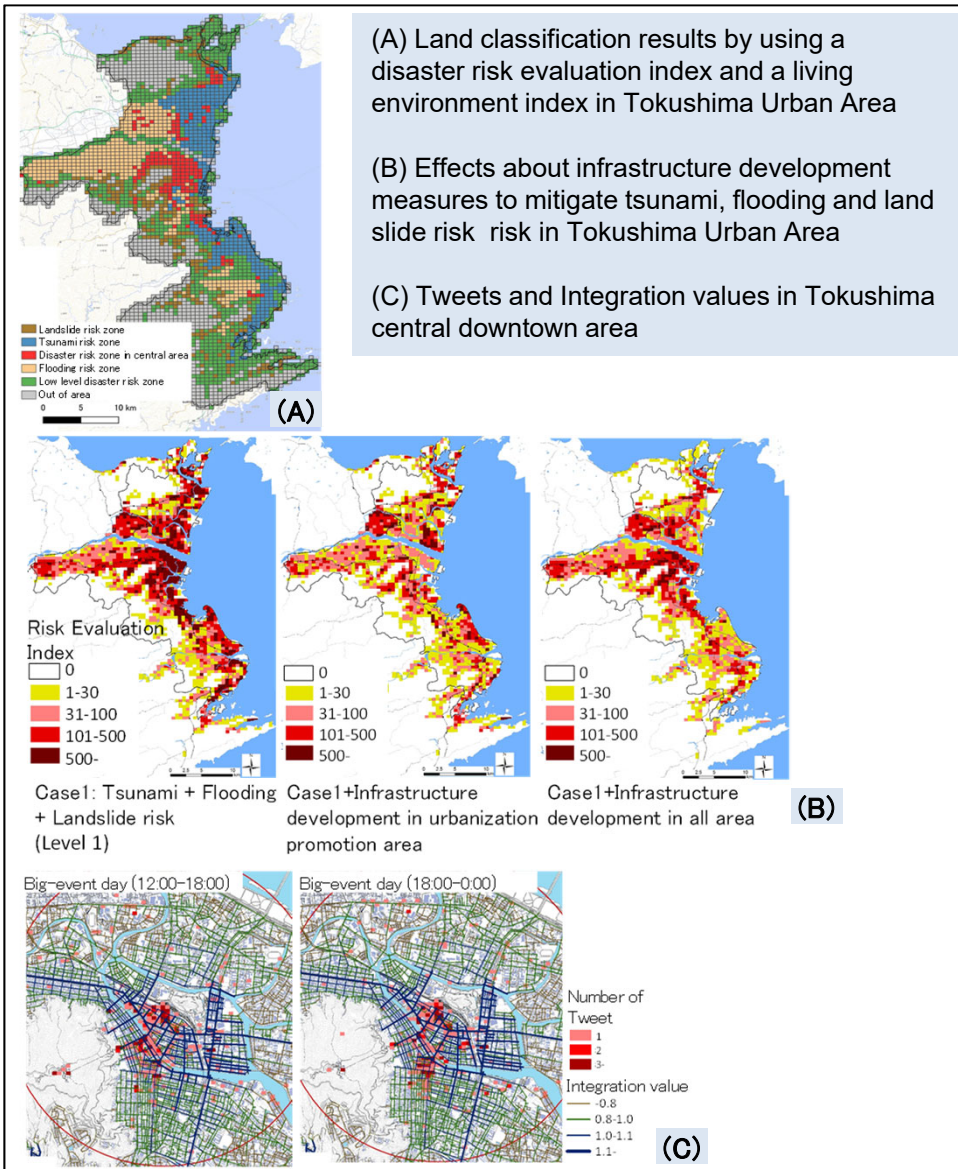 (A) Land classification results by using a
disaster risk evaluation index and a living
environment index in Tokushima Urban Area
(B) Effects about infrastructure development
measures to mitigate tsunami, flooding and land
slide risk risk in Tokushima Urban Area
(C) Tweets and Integration values in Tokushima
central downtown area
Landslide risk zone
Tsunami risk zone
Disaster risk zone in central area
Flooding risk zone
Low level disaster risk zone
Out of area
0 5 10 km
(A)
Risk Evaluation
Index
0
1-30
31-100
101-500
500-
0
1-30
31-100
101-500
500-
0
1-30
31-100
101-500
500-
Case1: Tsunami + Flooding
+ Landslide risk
(Level 1)
Case1+Infrastructure
development in urbanization
promotion area
Case1+Infrastructure
development in all area
(B)
Big-event day (12:00-18:00)
Big-event day (18:00-0:00)
Number of
Tweet
1
2
3-
Integration value
-0.8
0.8-1.0
1.0-1.1
1.1-
(C)